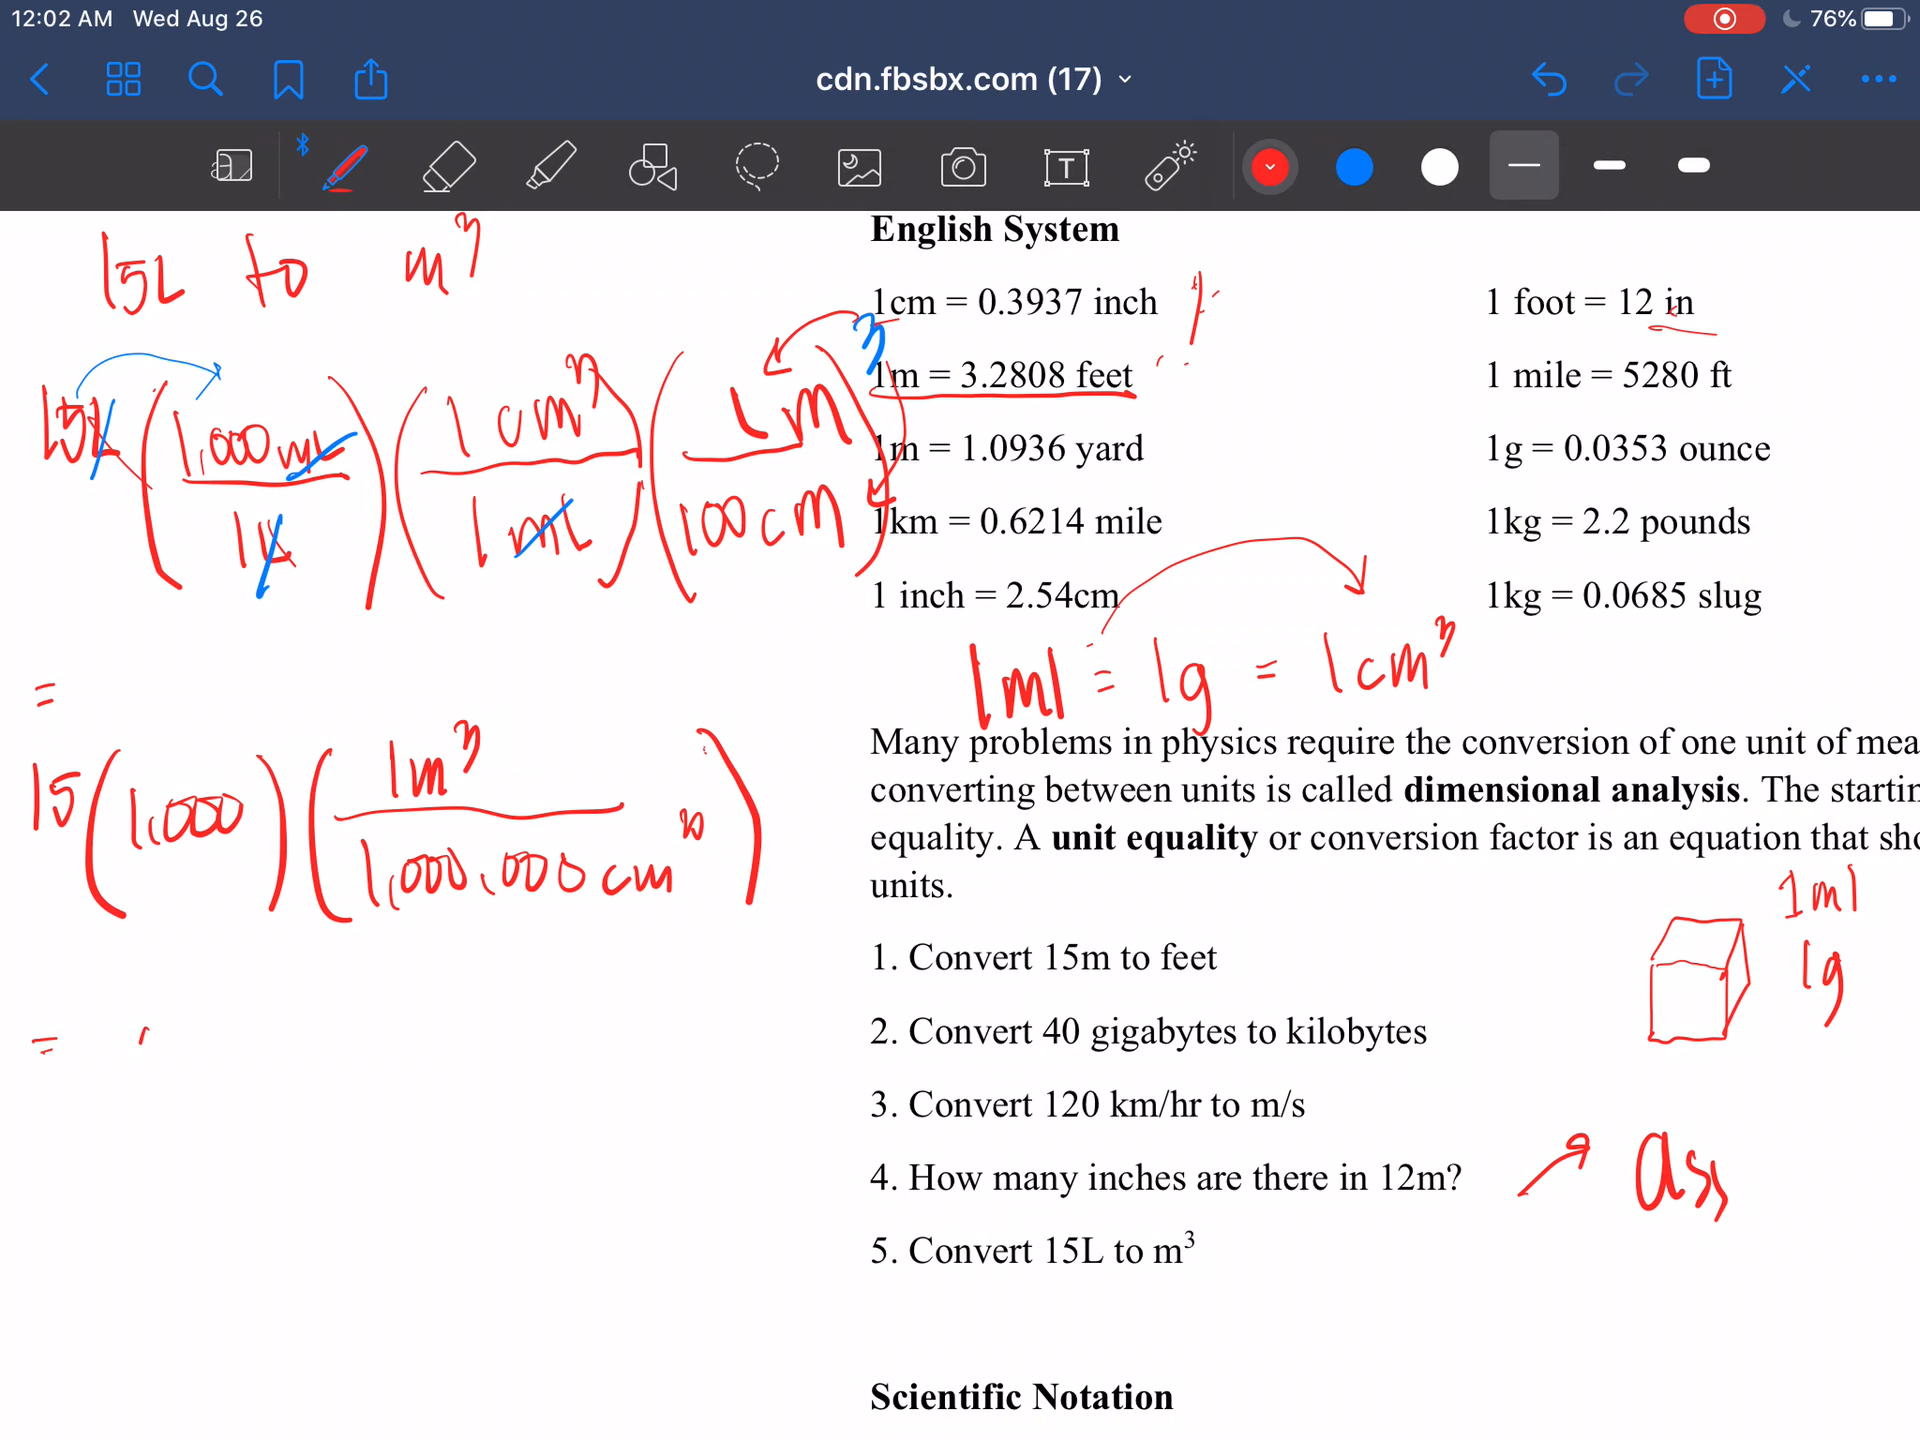 12:02 AM Wed Aug 26
76%
cdn.fbsbx.com (17)
T
15L to m³
15L (1,000 mL / 1L) (1 cm³ / 1 mL) (1 m / 100 cm)³
=
15 (1,000) (1m³ / 1,000,000 cm³)
=
English System
1cm = 0.3937 inch
1m = 3.2808 feet
1m = 1.0936 yard
1km = 0.6214 mile
1 inch = 2.54cm
1 foot = 12 in
1 mile = 5280 ft
1g = 0.0353 ounce
1kg = 2.2 pounds
1kg = 0.0685 slug
1ml = 1g = 1cm³
Many problems in physics require the conversion of one unit of mea
converting between units is called dimensional analysis. The startin
equality. A unit equality or conversion factor is an equation that sho
units.
1ml
1g
1. Convert 15m to feet
2. Convert 40 gigabytes to kilobytes
3. Convert 120 km/hr to m/s
4. How many inches are there in 12m?
ass
5. Convert 15L to m³
Scientific Notation